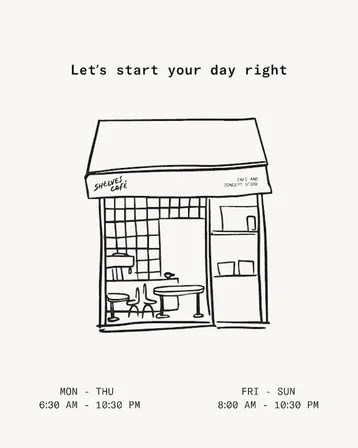 Let's start your day right
SHELVES
CAFÉ
CAFE AND
CONCEPT STORE
MON - THU
6:30 AM - 10:30 PM
FRI - SUN
8:00 AM - 10:30 PM